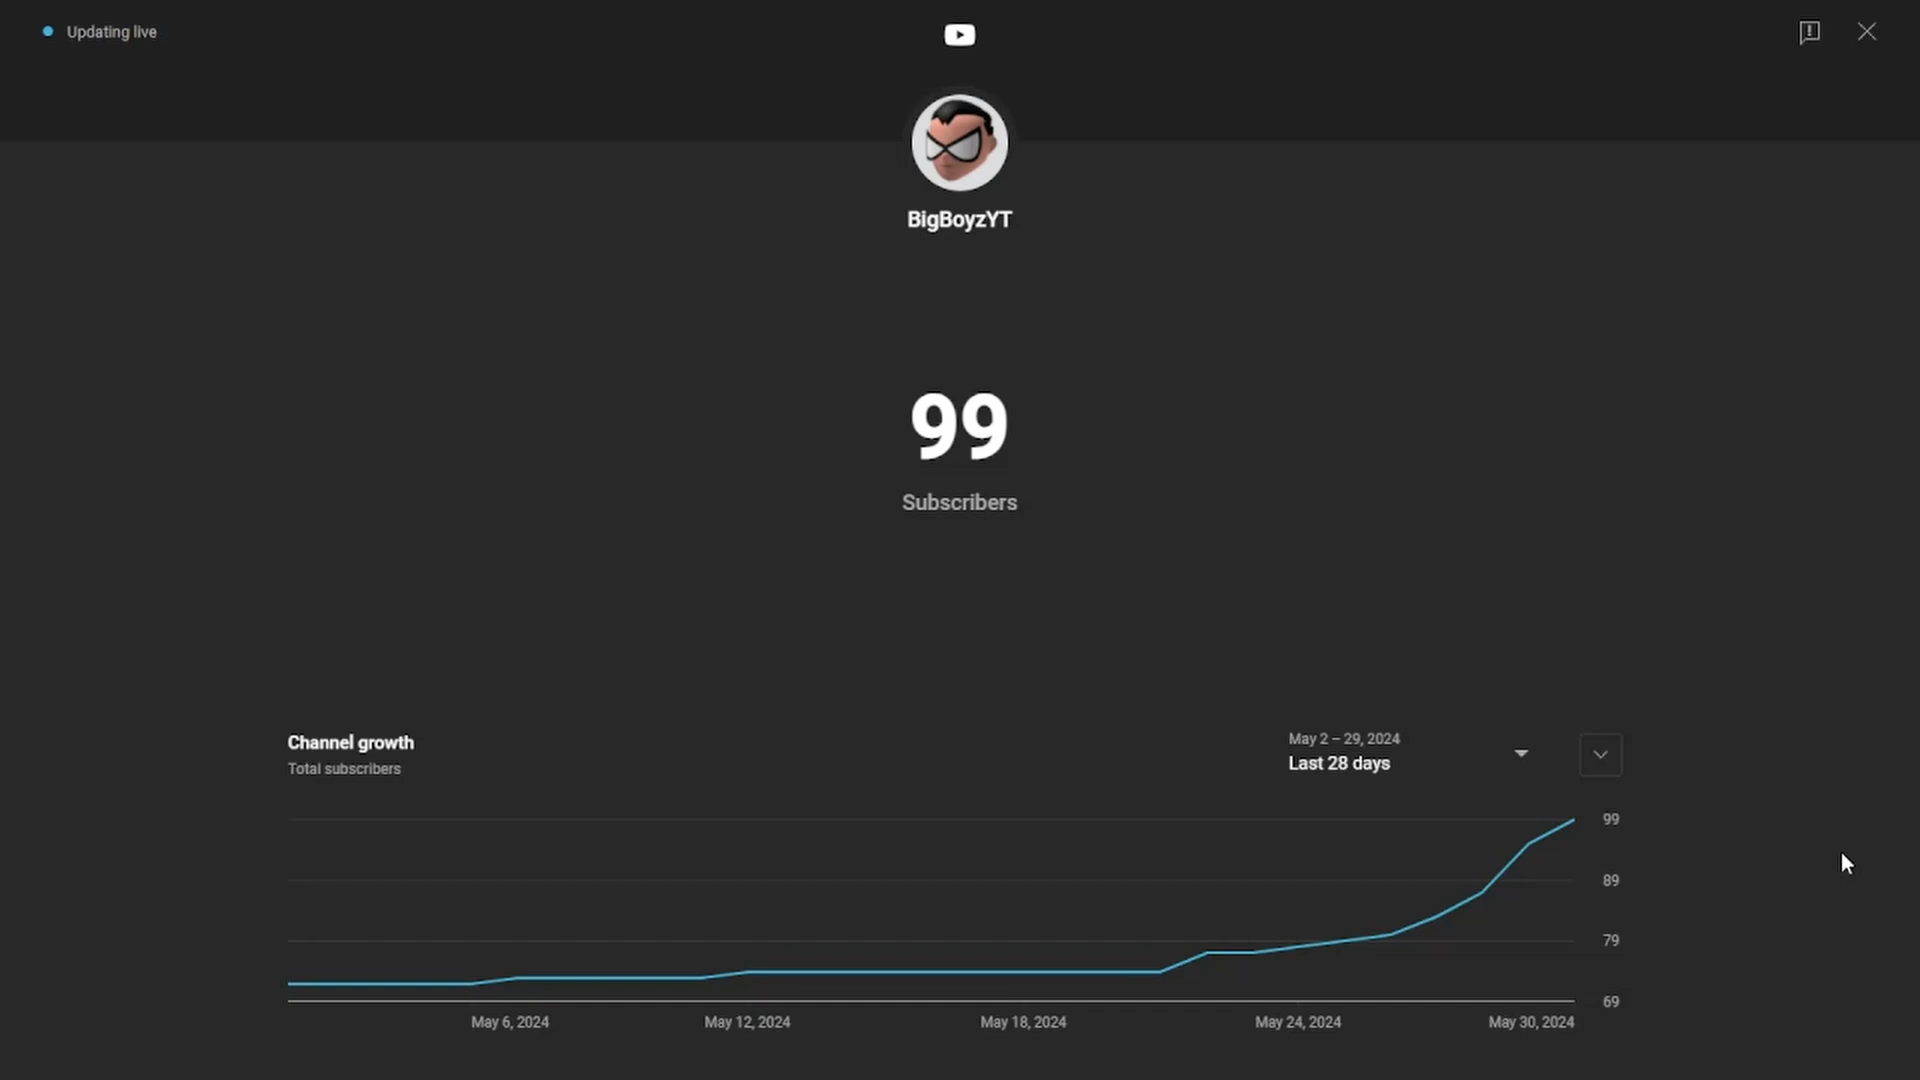 Updating live
BigBoyzYT
99
Subscribers
Channel growth
Total subscribers
May 2 – 29, 2024
Last 28 days
99
89
79
69
May 6, 2024
May 12, 2024
May 18, 2024
May 24, 2024
May 30, 2024